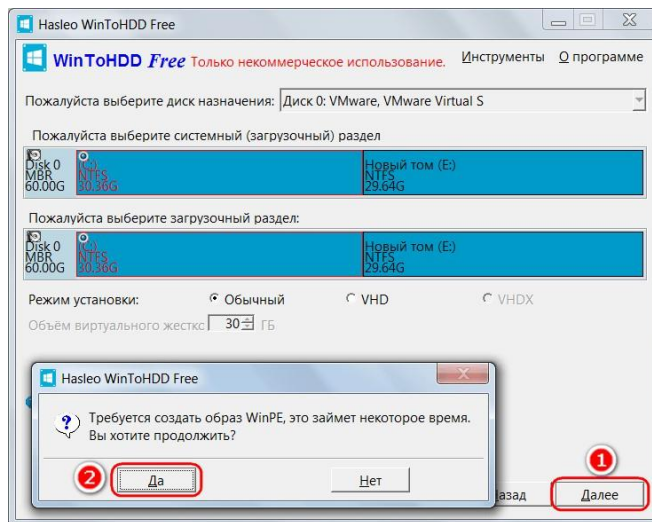 Hasleo WinToHDD Free
WinToHDD Free Только некоммерческое использование. Инструменты О программе
Пожалуйста выберите диск назначения: Диск 0: VMware, VMware Virtual S
Пожалуйста выберите системный (загрузочный) раздел
Disk 0
MBR
60.00G
(C:)
NTFS
30.36G
Новый том (E:)
NTFS
29.64G
Пожалуйста выберите загрузочный раздел:
Disk 0
MBR
60.00G
(C:)
NTFS
30.36G
Новый том (E:)
NTFS
29.64G
Режим установки: Обычный VHD VHDX
Объём виртуального жестко 30 ГБ
Hasleo WinToHDD Free
Требуется создать образ WinPE, это займет некоторое время.
Вы хотите продолжить?
2 Да Нет
1
азад Далее